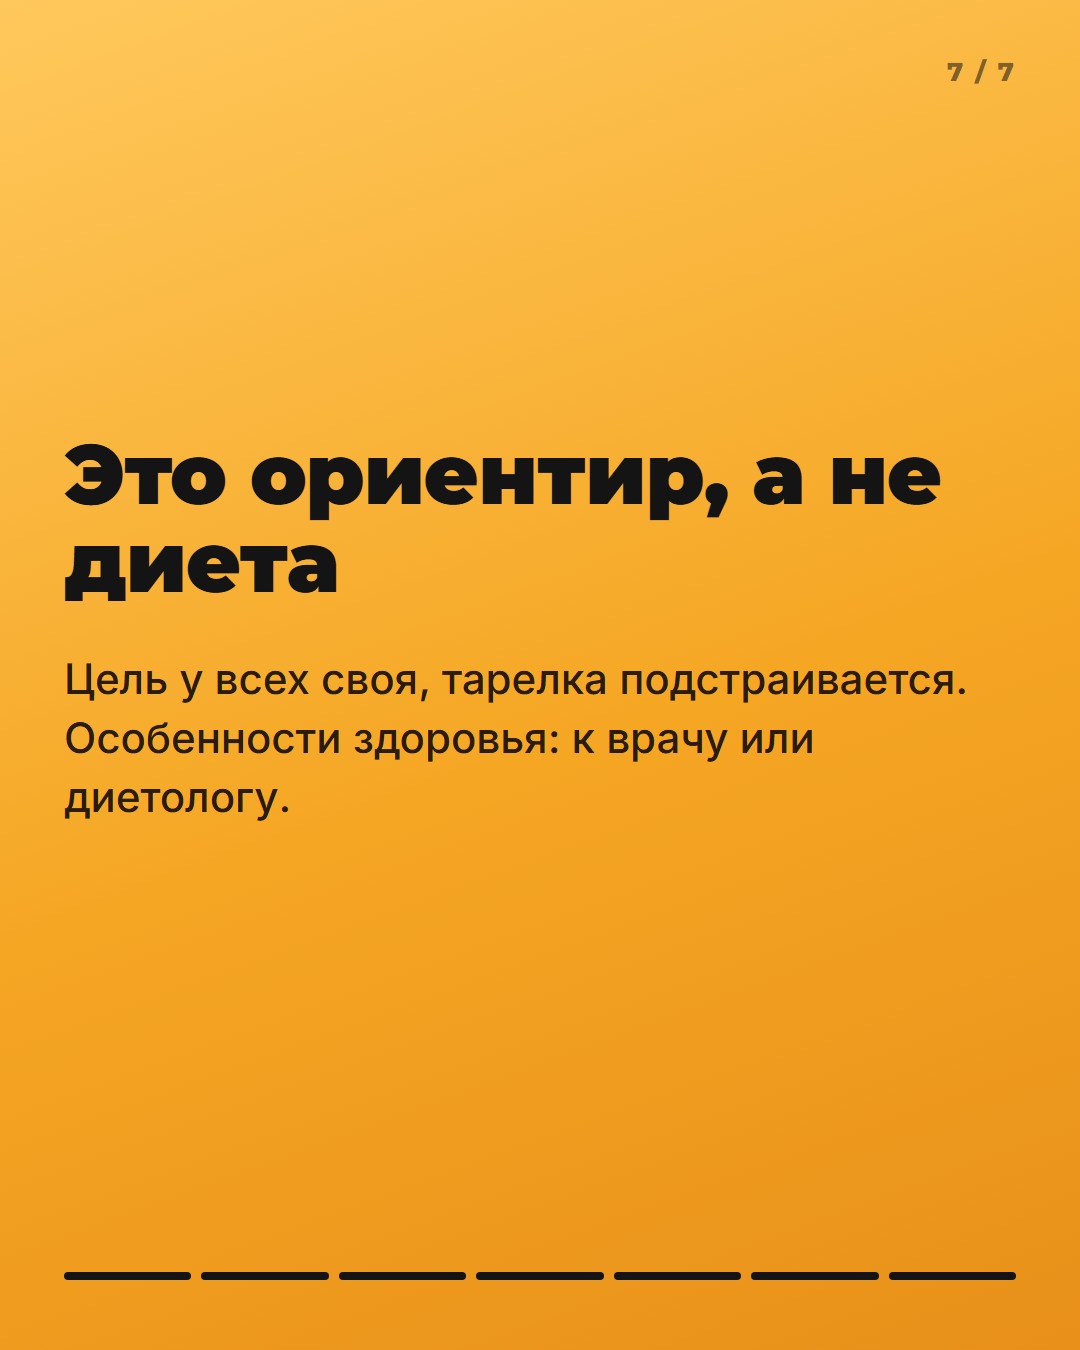 7 / 7
Это ориентир, а не
диета
Цель у всех своя, тарелка подстраивается.
Особенности здоровья: к врачу или
диетологу.